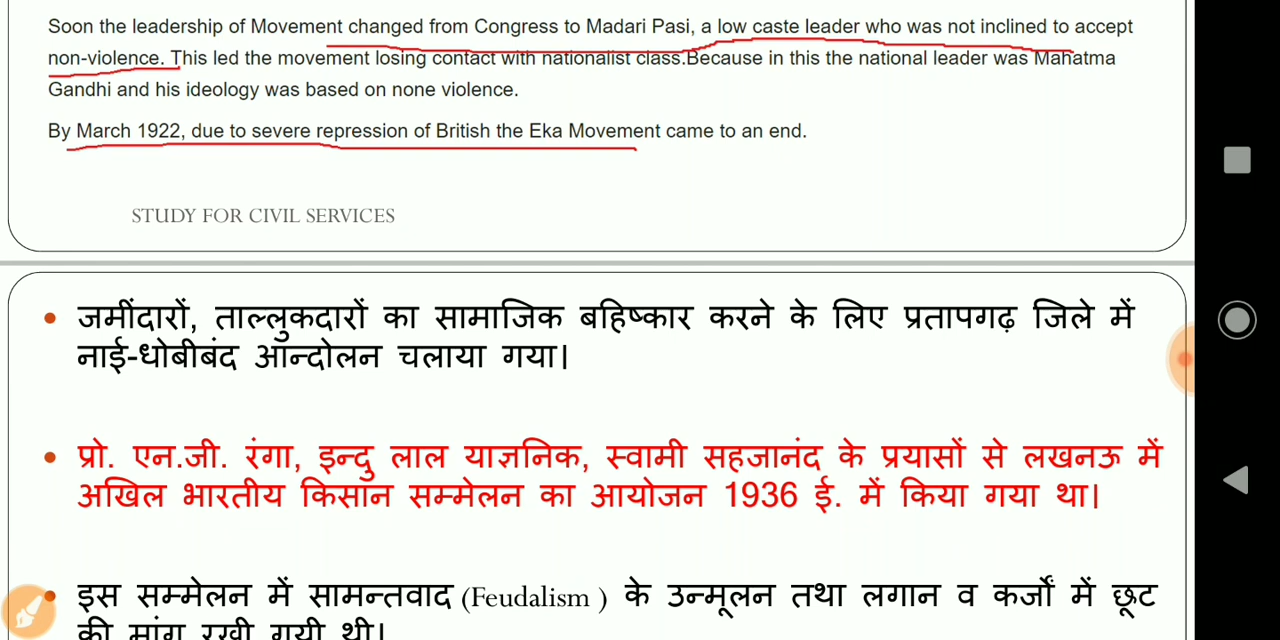 Soon the leadership of Movement changed from Congress to Madari Pasi, a low caste leader who was not inclined to accept
non-violence. This led the movement losing contact with nationalist class.Because in this the national leader was Mahatma
Gandhi and his ideology was based on none violence.
By March 1922, due to severe repression of British the Eka Movement came to an end.
STUDY FOR CIVIL SERVICES
• जमींदारों, ताल्लुकदारों का सामाजिक बहिष्कार करने के लिए प्रतापगढ़ जिले में
नाई-धोबीबंद आन्दोलन चलाया गया।
• प्रो. एन.जी. रंगा, इन्दु लाल याज्ञनिक, स्वामी सहजानंद के प्रयासों से लखनऊ में
अखिल भारतीय किसान सम्मेलन का आयोजन 1936 ई. में किया गया था।
• इस सम्मेलन में सामन्तवाद (Feudalism ) के उन्मूलन तथा लगान व कर्जों में छूट
की मांग रखी गयी थी।